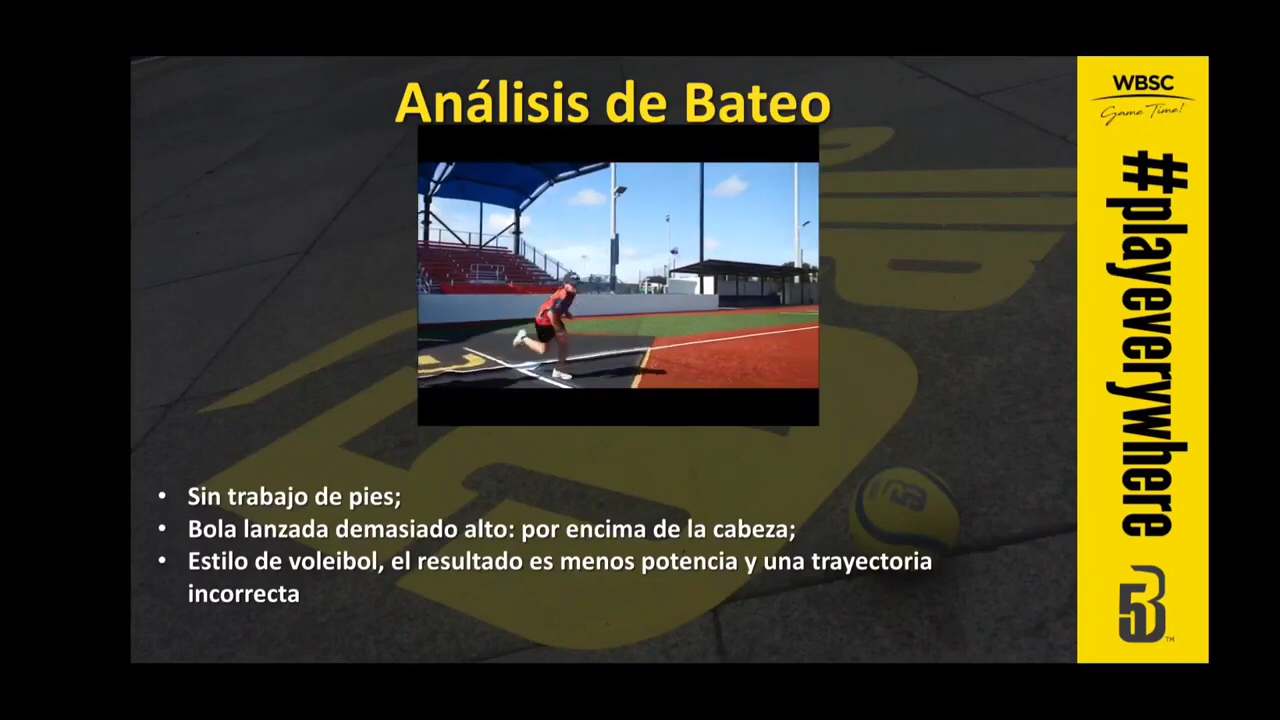 Análisis de Bateo
• Sin trabajo de pies;
• Bola lanzada demasiado alto: por encima de la cabeza;
• Estilo de voleibol, el resultado es menos potencia y una trayectoria
incorrecta
WBSC
Game Time!
#playeverywhere
B5™